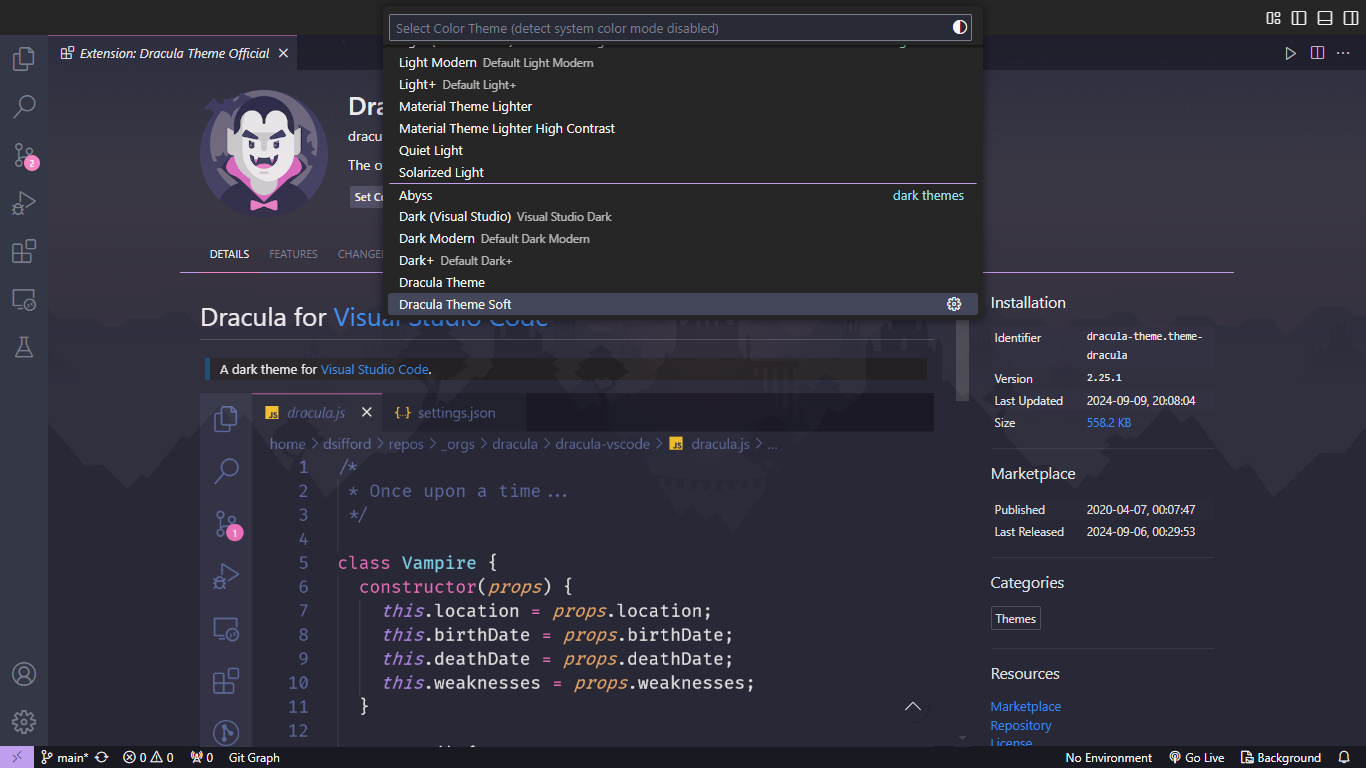 Select Color Theme (detect system color mode disabled)
Extension: Dracula Theme Official
Light Modern Default Light Modern
Light+ Default Light+
Material Theme Lighter
Material Theme Lighter High Contrast
Quiet Light
Solarized Light
Abyss dark themes
Dark (Visual Studio) Visual Studio Dark
Dark Modern Default Dark Modern
Dark+ Default Dark+
Dracula Theme
Dracula Theme Soft
2
The
DETAILS FEATURES
Dracula for Visual Studio Code
A dark theme for Visual Studio Code.
JS dracula.js {..} settings.json
home > dsifford > repos > _orgs > dracula > dracula-vscode > JS dracula.js > ...
1 /*
2 * Once upon a time...
3 */
4
5 class Vampire {
6 constructor(props) {
7 this.location = props.location;
8 this.birthDate = props.birthDate;
9 this.deathDate = props.deathDate;
10 this.weaknesses = props.weaknesses;
11 }
12
1
Installation
Identifier dracula-theme.theme-
dracula
Version 2.25.1
Last Updated 2024-09-09, 20:08:04
Size 558.2 KB
Marketplace
Published 2020-04-07, 00:07:47
Last Released 2024-09-06, 00:29:53
Categories
Themes
Resources
Marketplace
Repository
License
main* 0 0 0 Git Graph No Environment Go Live Background